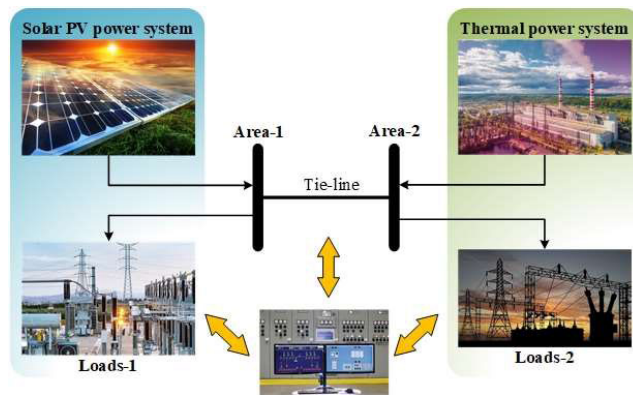 Solar PV power system
Thermal power system
Area-1
Area-2
Tie-line
Loads-1
Loads-2